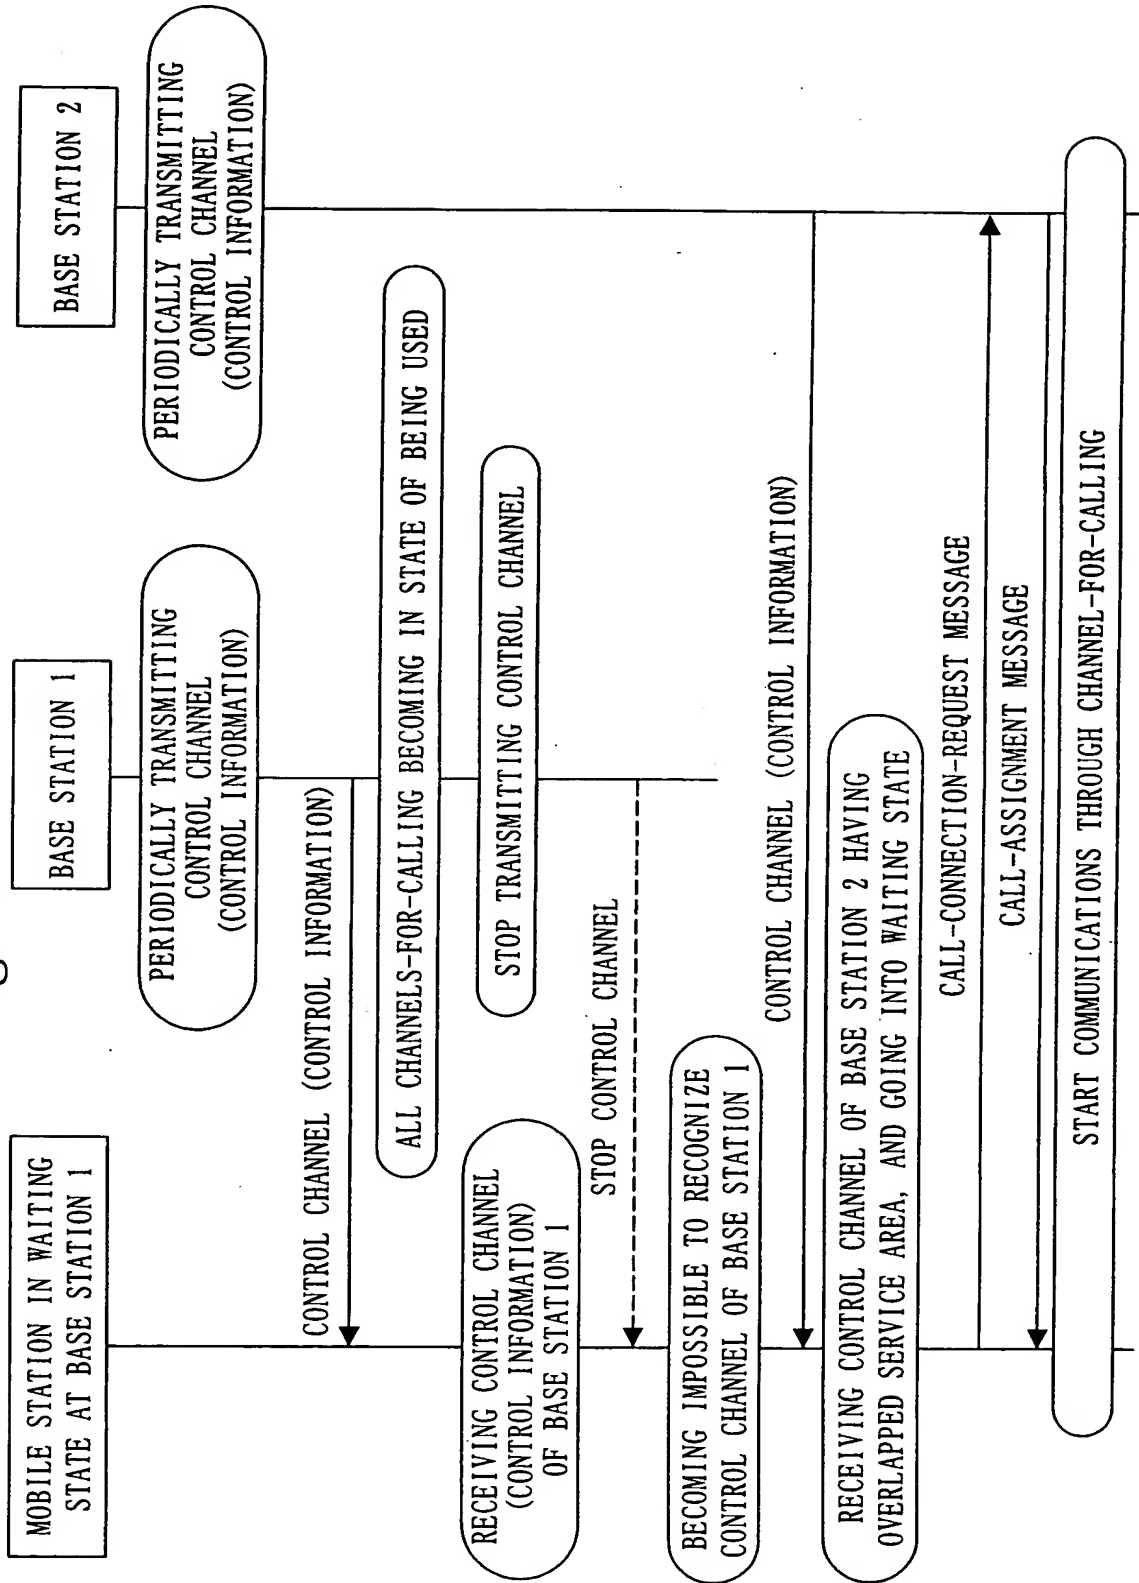 MOBILE STATION IN WAITING
STATE AT BASE STATION 1
BASE STATION 1
BASE STATION 2
PERIODICALLY TRANSMITTING
CONTROL CHANNEL
(CONTROL INFORMATION)
PERIODICALLY TRANSMITTING
CONTROL CHANNEL
(CONTROL INFORMATION)
CONTROL CHANNEL (CONTROL INFORMATION)
ALL CHANNELS-FOR-CALLING BECOMING IN STATE OF BEING USED
RECEIVING CONTROL CHANNEL
(CONTROL INFORMATION)
OF BASE STATION 1
STOP TRANSMITTING CONTROL CHANNEL
STOP CONTROL CHANNEL
BECOMING IMPOSSIBLE TO RECOGNIZE
CONTROL CHANNEL OF BASE STATION 1
CONTROL CHANNEL (CONTROL INFORMATION)
RECEIVING CONTROL CHANNEL OF BASE STATION 2 HAVING
OVERLAPPED SERVICE AREA, AND GOING INTO WAITING STATE
CALL-CONNECTION-REQUEST MESSAGE
CALL-ASSIGNMENT MESSAGE
START COMMUNICATIONS THROUGH CHANNEL-FOR-CALLING